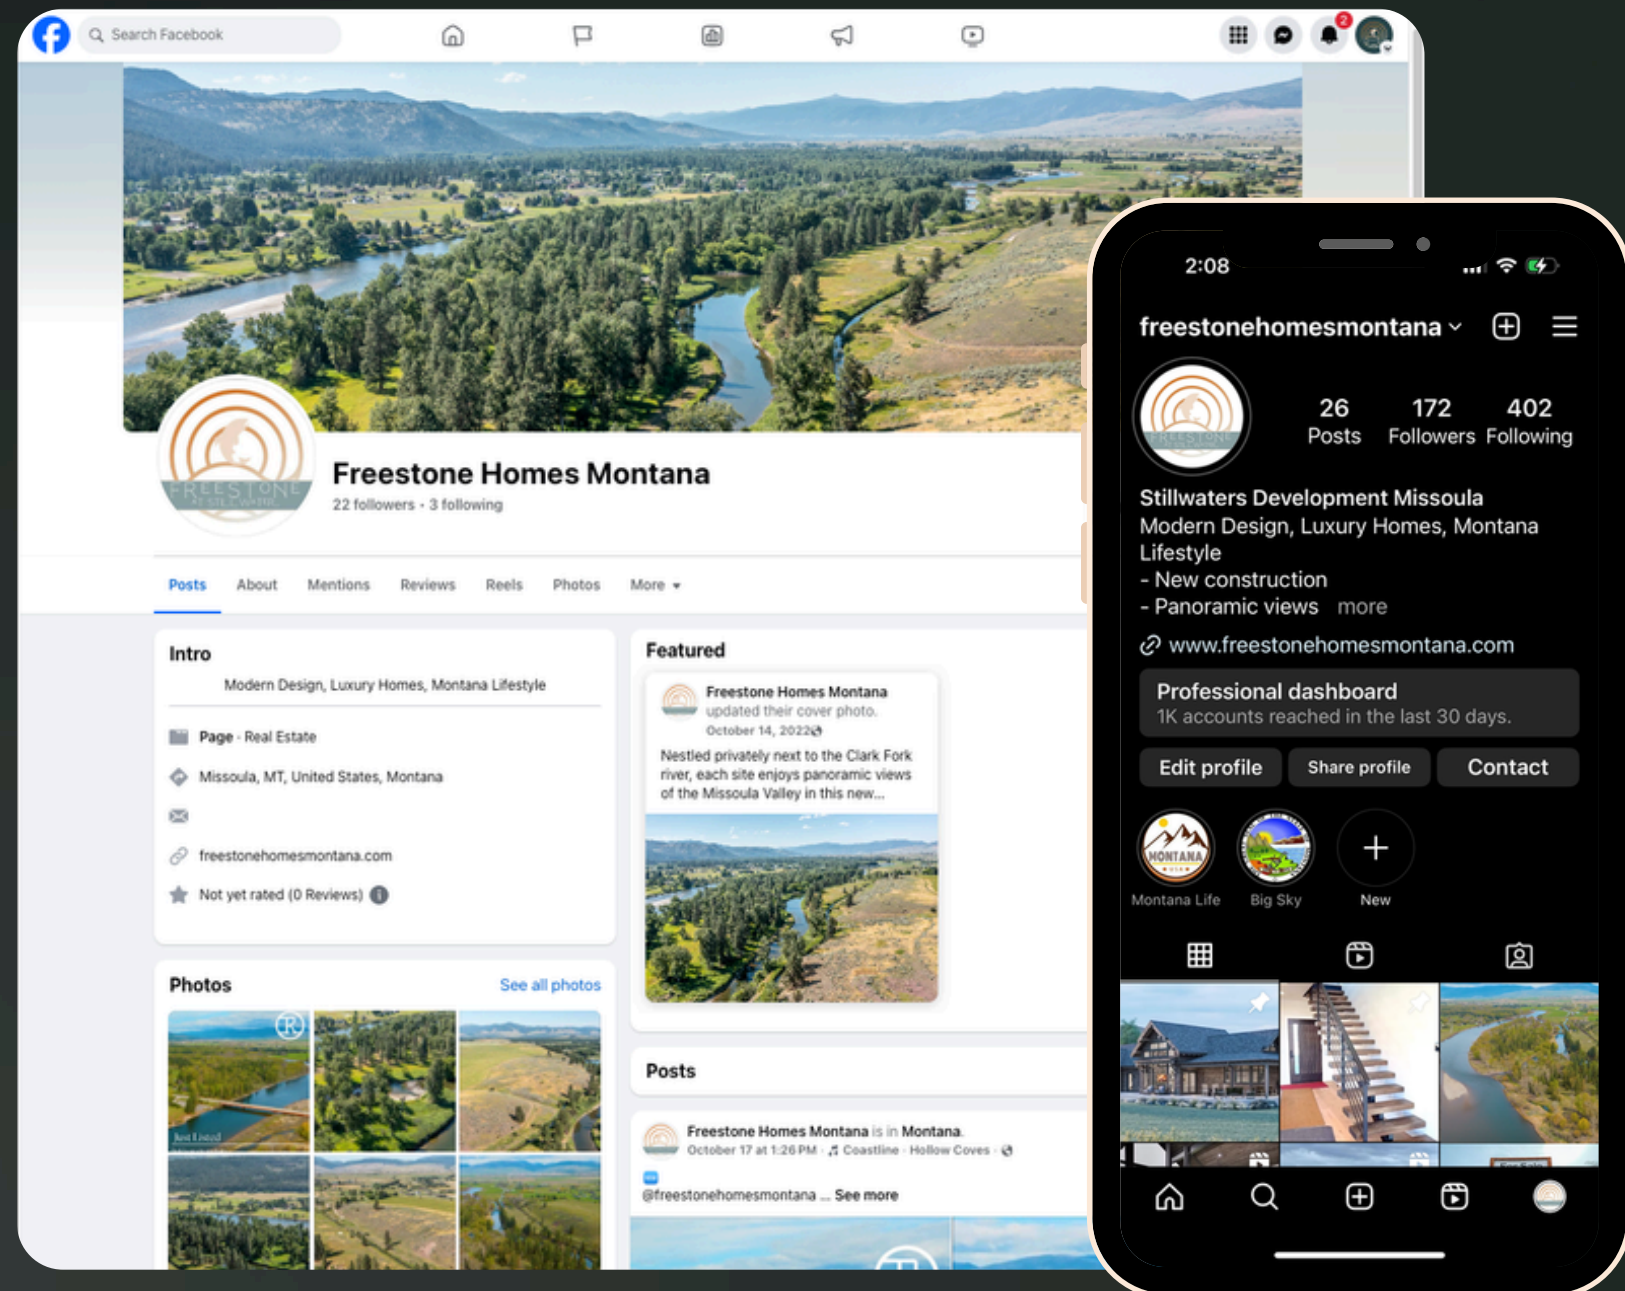 Search Facebook
2
Freestone Homes Montana
22 followers • 3 following
FREESTONE
Posts About Mentions Reviews Reels Photos More
Intro
Modern Design, Luxury Homes, Montana Lifestyle
Page · Real Estate
Missoula, MT, United States, Montana
freestonehomesmontana.com
Not yet rated (0 Reviews)
Photos
See all photos
R
Just Listed
Featured
Freestone Homes Montana
updated their cover photo.
October 14, 2022
Nestled privately next to the Clark Fork
river, each site enjoys panoramic views
of the Missoula Valley in this new...
Posts
Freestone Homes Montana is in Montana.
October 17 at 1:26 PM · Coastline · Hollow Coves ·
@freestonehomesmontana ... See more
2:08
freestonehomesmontana
FREESTONE
26 172 402
Posts Followers Following
Stillwaters Development Missoula
Modern Design, Luxury Homes, Montana
Lifestyle
- New construction
- Panoramic views more
www.freestonehomesmontana.com
Professional dashboard
1K accounts reached in the last 30 days.
Edit profile Share profile Contact
MONTANA
USA
Montana Life Big Sky New